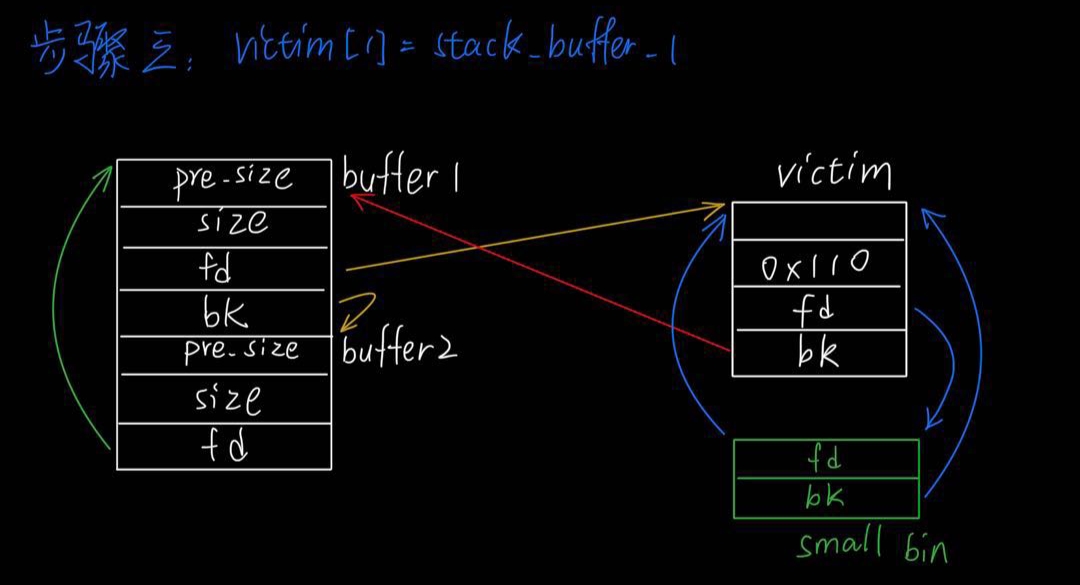 步骤三: victim[1] = stack_buffer_1
pre-size
size
fd
bk
pre-size
size
fd
buffer1
buffer2
victim
0x110
fd
bk
fd
bk
small bin